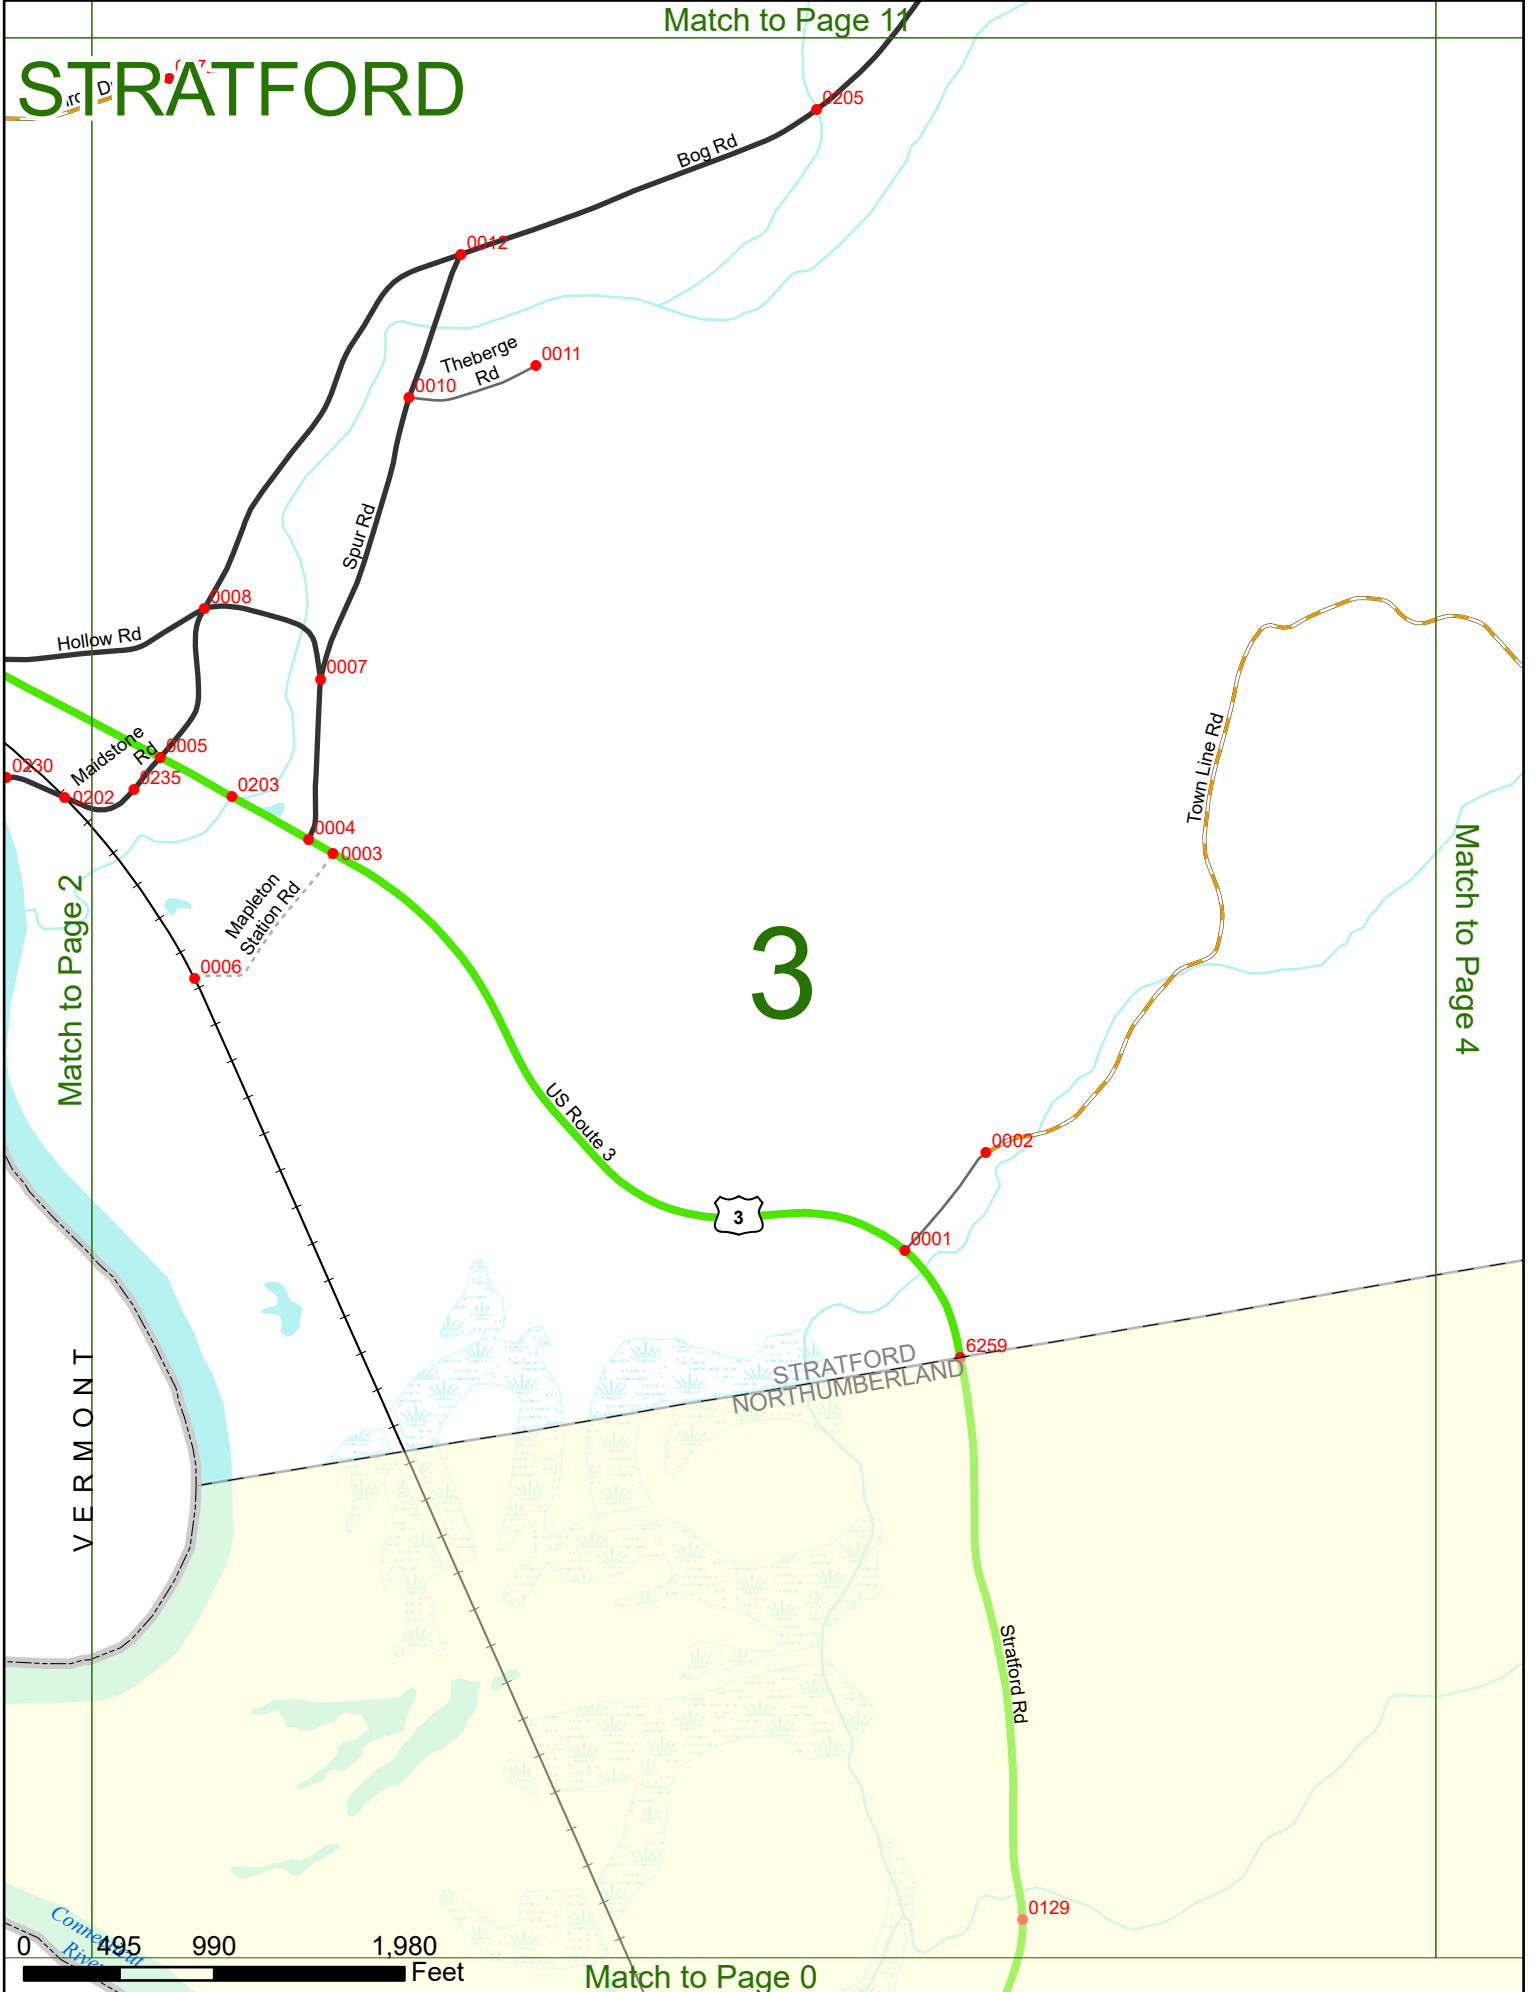 Match to Page 11
STRATFORD
0205
Bog Rd
0012
Theberge
Rd
0011
0010
Spur Rd
0008
Hollow Rd
0007
Maidstone
Rd
0005
0230
0235
0202
0203
0004
0003
Town Line Rd
Mapleton
Station Rd
0006
Match to Page 2
3
Match to Page 4
US Route 3
0002
3
0001
6259
STRATFORD
NORTHUMBERLAND
VERMONT
Stratford Rd
0129
Connecticut
River
0 495 990 1,980
Feet
Match to Page 0